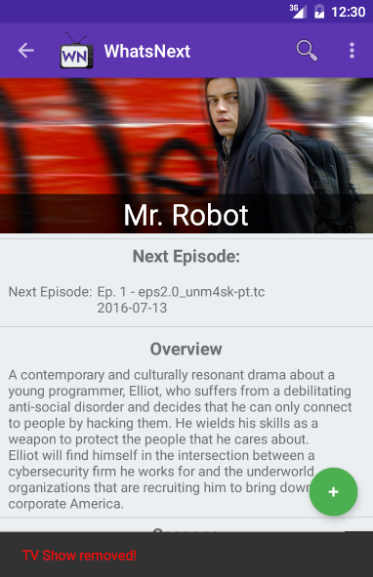 3G 12:30
WN WhatsNext
Mr. Robot
Next Episode:
Next Episode: Ep. 1 - eps2.0_unm4sk-pt.tc
2016-07-13
Overview
A contemporary and culturally resonant drama about a
young programmer, Elliot, who suffers from a debilitating
anti-social disorder and decides that he can only connect
to people by hacking them. He wields his skills as a
weapon to protect the people that he cares about.
Elliot will find himself in the intersection between a
cybersecurity firm he works for and the underworld
organizations that are recruiting him to bring down
corporate America.
TV Show removed!